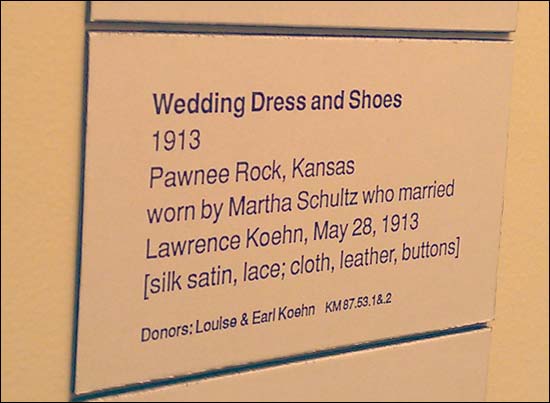 Wedding Dress and Shoes
1913
Pawnee Rock, Kansas
worn by Martha Schultz who married
Lawrence Koehn, May 28, 1913
[silk satin, lace; cloth, leather, buttons]
Donors: Louise & Earl Koehn KM 87.53.1&.2